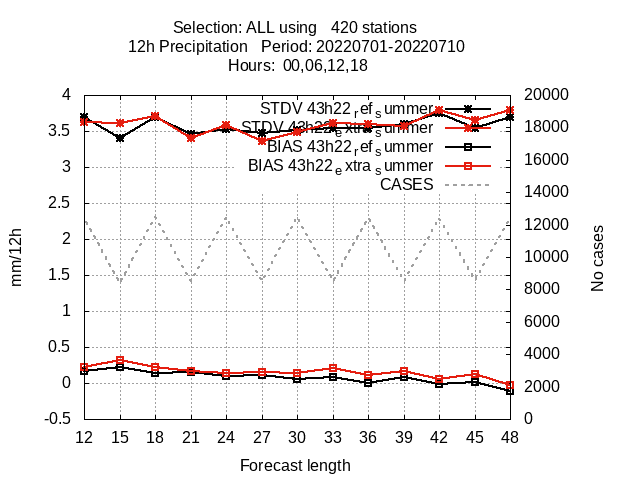 Selection: ALL using   420 stations
12h Precipitation   Period: 20220701-20220710
Hours:  00,06,12,18
4
3.5
3
2.5
2
1.5
1
0.5
0
-0.5
mm/12h
STDV 43h22_ref_summer
STDV 43h22_extra_summer
BIAS 43h22_ref_summer
BIAS 43h22_extra_summer
CASES
20000
18000
16000
14000
12000
10000
8000
6000
4000
2000
0
No cases
12 15 18 21 24 27 30 33 36 39 42 45 48
Forecast length